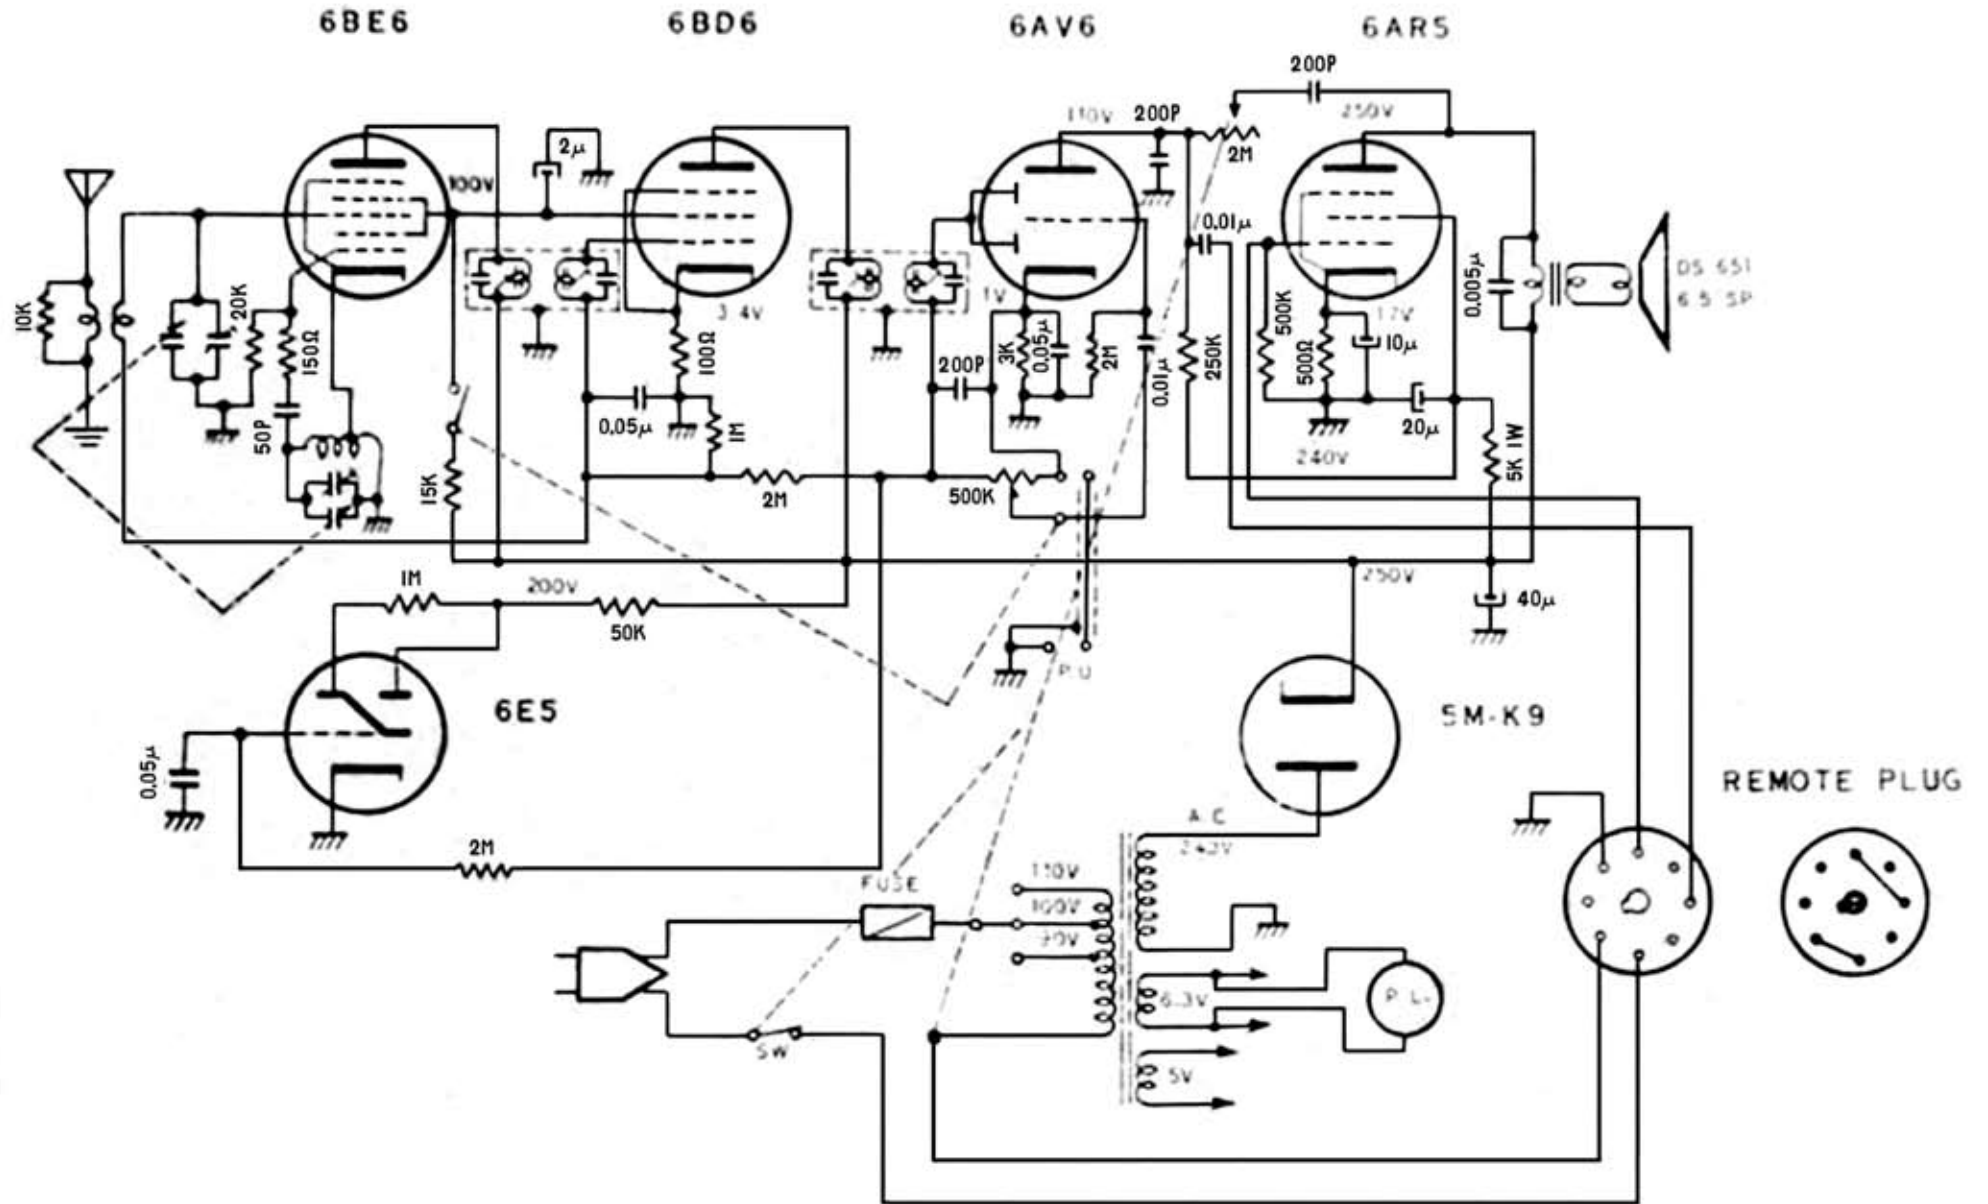 6BE6
6BD6
6AV6
6AR5
200P
250V
110V
200P
2M
2μ
100V
0.01μ
DS 651
6.5 SP
10K
20K
150Ω
50P
3.4V
100Ω
0.05μ
1M
1V
3K
0.05μ
2M
200P
0.01μ
250K
500K
500Ω
17V
10μ
20μ
0.005μ
5K 1W
240V
15K
2M
500K
250V
40μ
1M
200V
50K
P.U
6E5
5M-K9
0.05μ
2M
REMOTE PLUG
A.C
240V
FUSE
110V
100V
90V
6.3V
P.L.
SW
5V